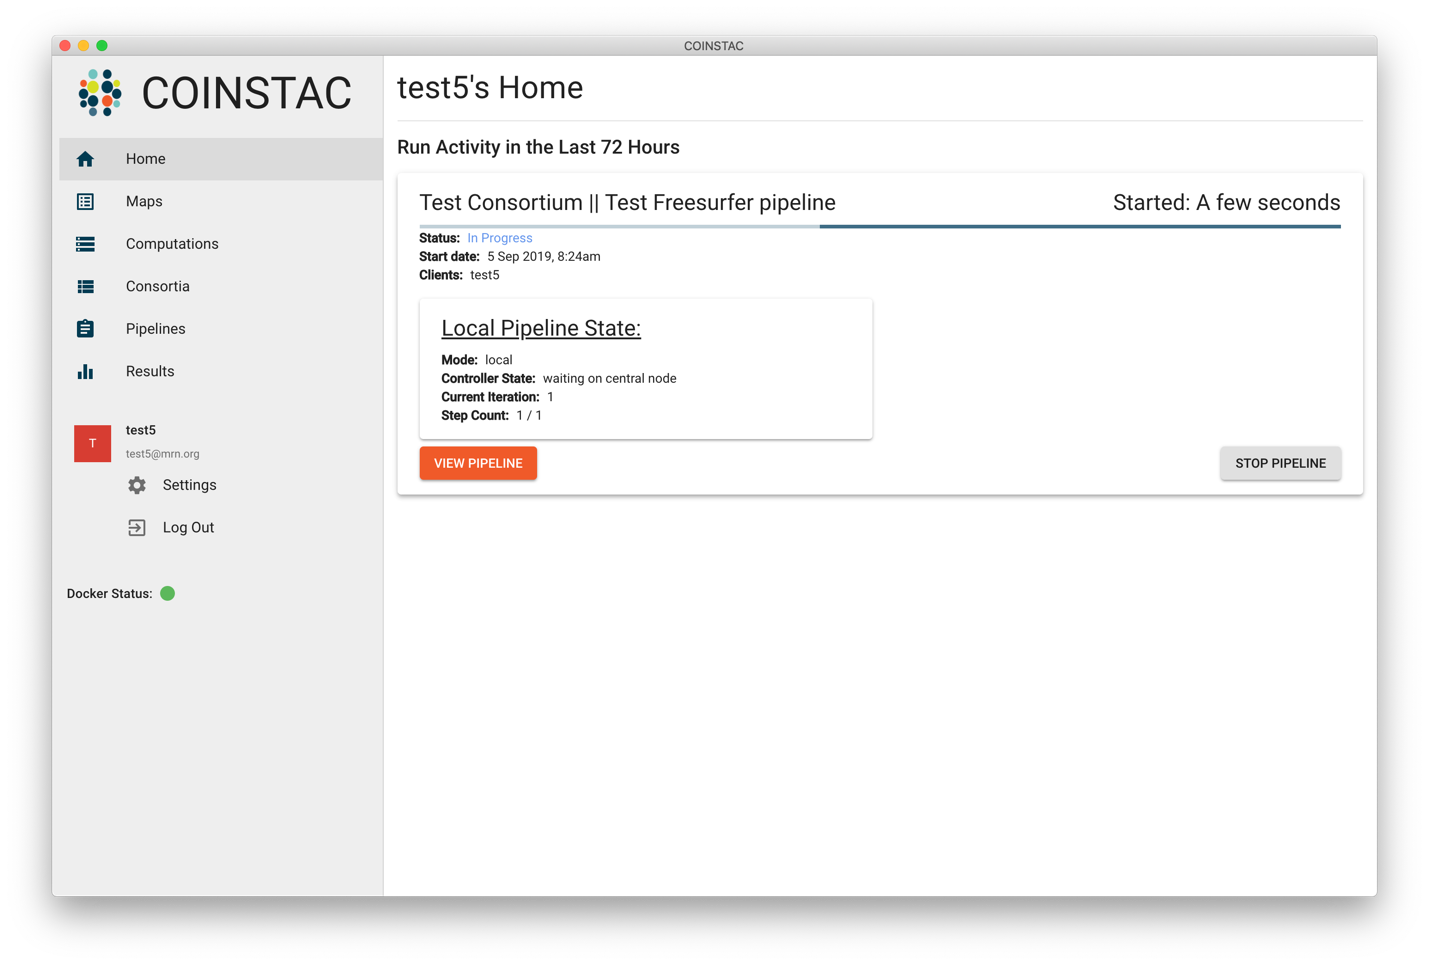 COINSTAC
COINSTAC
Home
Maps
Computations
Consortia
Pipelines
Results
T
test5
test5@mrn.org
Settings
Log Out
Docker Status:
test5's Home
Run Activity in the Last 72 Hours
Test Consortium || Test Freesurfer pipeline
Started: A few seconds
Status: In Progress
Start date: 5 Sep 2019, 8:24am
Clients: test5
Local Pipeline State:
Mode: local
Controller State: waiting on central node
Current Iteration: 1
Step Count: 1 / 1
VIEW PIPELINE
STOP PIPELINE